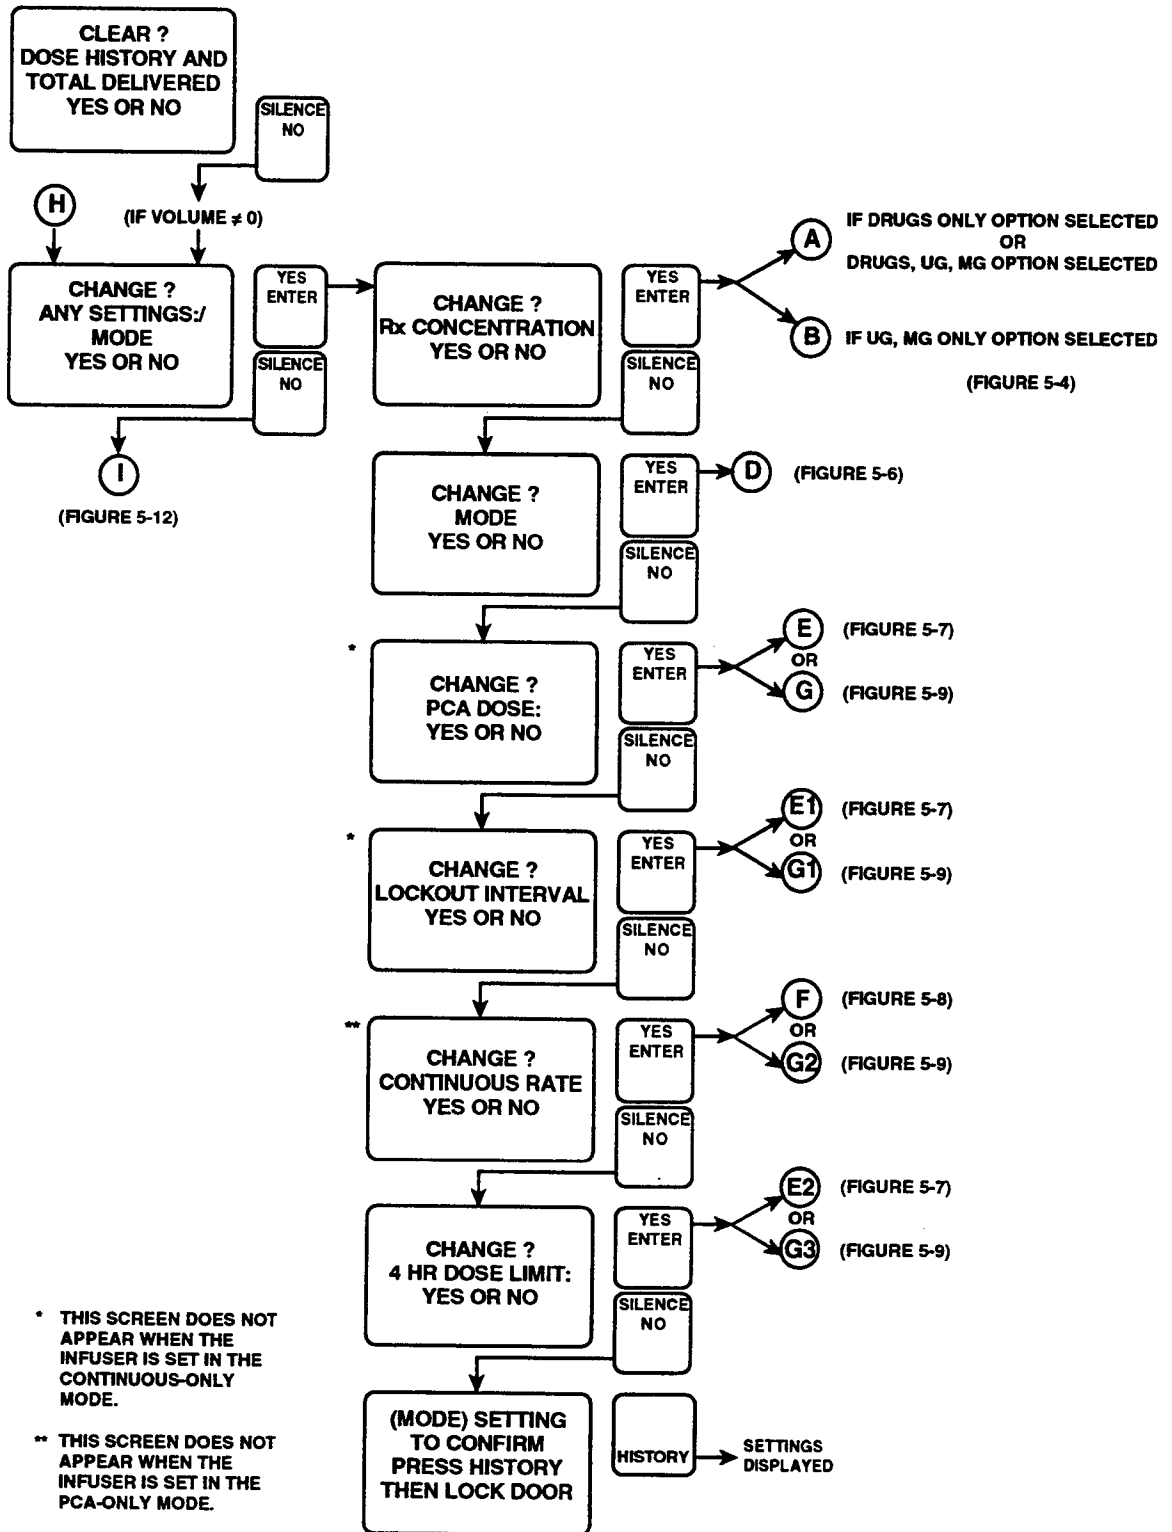 CLEAR ?
DOSE HISTORY AND
TOTAL DELIVERED
YES OR NO
SILENCE
NO
H
(IF VOLUME ≠ 0)
CHANGE ?
ANY SETTINGS:/
MODE
YES OR NO
YES
ENTER
SILENCE
NO
I
(FIGURE 5-12)
CHANGE ?
Rx CONCENTRATION
YES OR NO
YES
ENTER
SILENCE
NO
A
IF DRUGS ONLY OPTION SELECTED
OR
DRUGS, UG, MG OPTION SELECTED
B
IF UG, MG ONLY OPTION SELECTED
(FIGURE 5-4)
CHANGE ?
MODE
YES OR NO
YES
ENTER
SILENCE
NO
D
(FIGURE 5-6)
*
CHANGE ?
PCA DOSE:
YES OR NO
YES
ENTER
SILENCE
NO
E
(FIGURE 5-7)
OR
G
(FIGURE 5-9)
*
CHANGE ?
LOCKOUT INTERVAL
YES OR NO
YES
ENTER
SILENCE
NO
E1
(FIGURE 5-7)
OR
G1
(FIGURE 5-9)
**
CHANGE ?
CONTINUOUS RATE
YES OR NO
YES
ENTER
SILENCE
NO
F
(FIGURE 5-8)
OR
G2
(FIGURE 5-9)
CHANGE ?
4 HR DOSE LIMIT:
YES OR NO
YES
ENTER
SILENCE
NO
E2
(FIGURE 5-7)
OR
G3
(FIGURE 5-9)
(MODE) SETTING
TO CONFIRM
PRESS HISTORY
THEN LOCK DOOR
HISTORY
SETTINGS
DISPLAYED
* THIS SCREEN DOES NOT
APPEAR WHEN THE
INFUSER IS SET IN THE
CONTINUOUS-ONLY
MODE.
** THIS SCREEN DOES NOT
APPEAR WHEN THE
INFUSER IS SET IN THE
PCA-ONLY MODE.